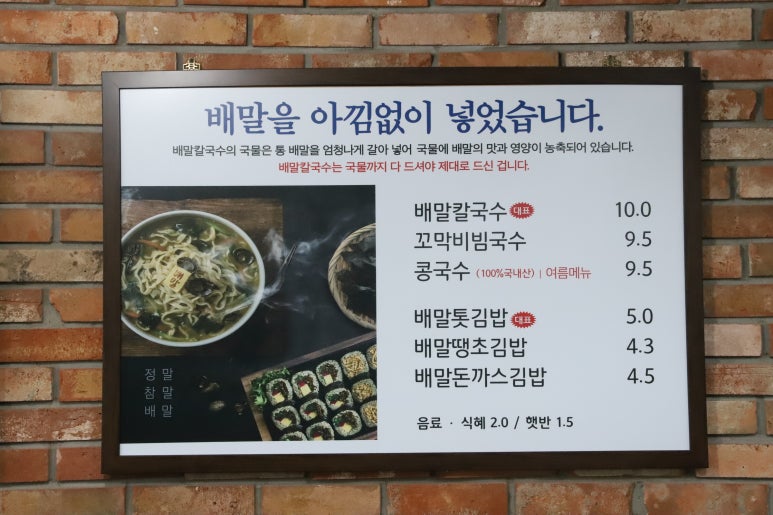 배말을 아낌없이 넣었습니다.
배말칼국수의 국물은 통 배말을 엄청나게 갈아 넣어 국물에 배말의 맛과 영양이 농축되어 있습니다.
배말칼국수는 국물까지 다 드셔야 제대로 드신 겁니다.
배말칼국수 대표 10.0
꼬막비빔국수 9.5
콩국수 (100%국내산) | 여름메뉴 9.5
배말톳김밥 대표 5.0
배말땡초김밥 4.3
배말돈까스김밥 4.5
음료 · 식혜 2.0 / 햇반 1.5
정말
참말
배말